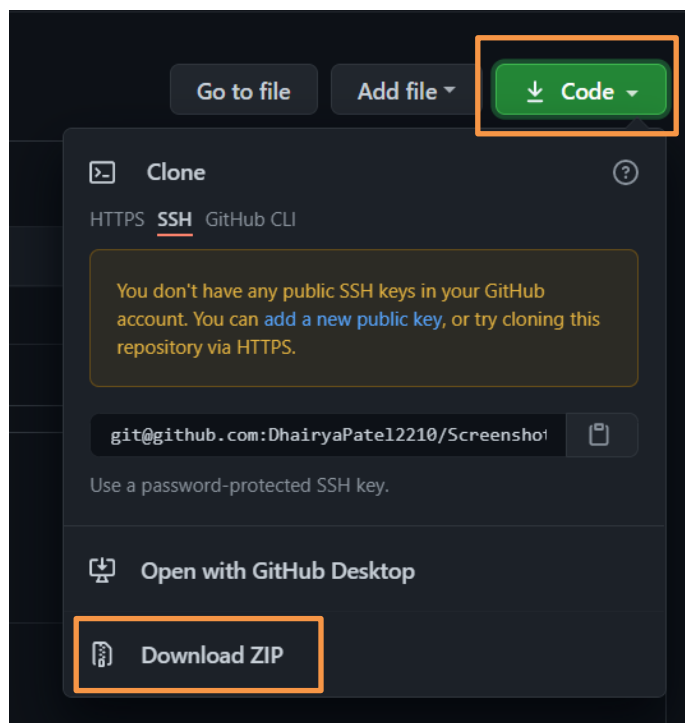 Go to file Add file Code
Clone
HTTPS SSH GitHub CLI
You don't have any public SSH keys in your GitHub
account. You can add a new public key, or try cloning this
repository via HTTPS.
git@github.com:DhairyaPatel2210/Screenshot
Use a password-protected SSH key.
Open with GitHub Desktop
Download ZIP